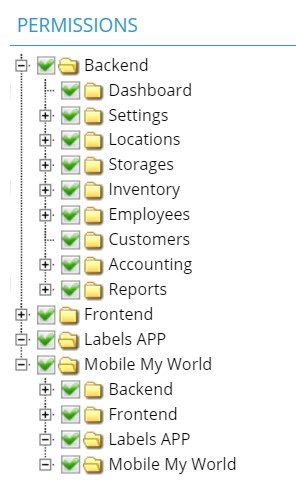 PERMISSIONS
Backend
Dashboard
Settings
Locations
Storages
Inventory
Employees
Customers
Accounting
Reports
Frontend
Labels APP
Mobile My World
Backend
Frontend
Labels APP
Mobile My World